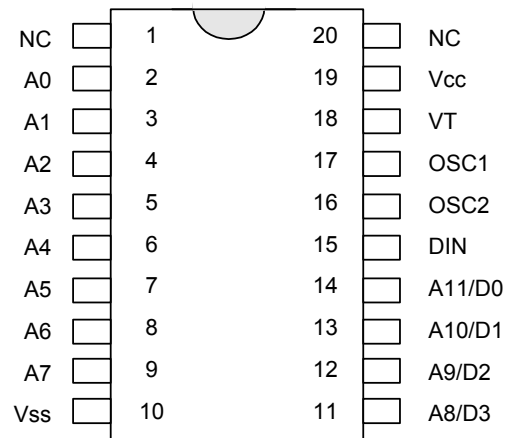 NC 1 20 NC
A0 2 19 Vcc
A1 3 18 VT
A2 4 17 OSC1
A3 5 16 OSC2
A4 6 15 DIN
A5 7 14 A11/D0
A6 8 13 A10/D1
A7 9 12 A9/D2
Vss 10 11 A8/D3